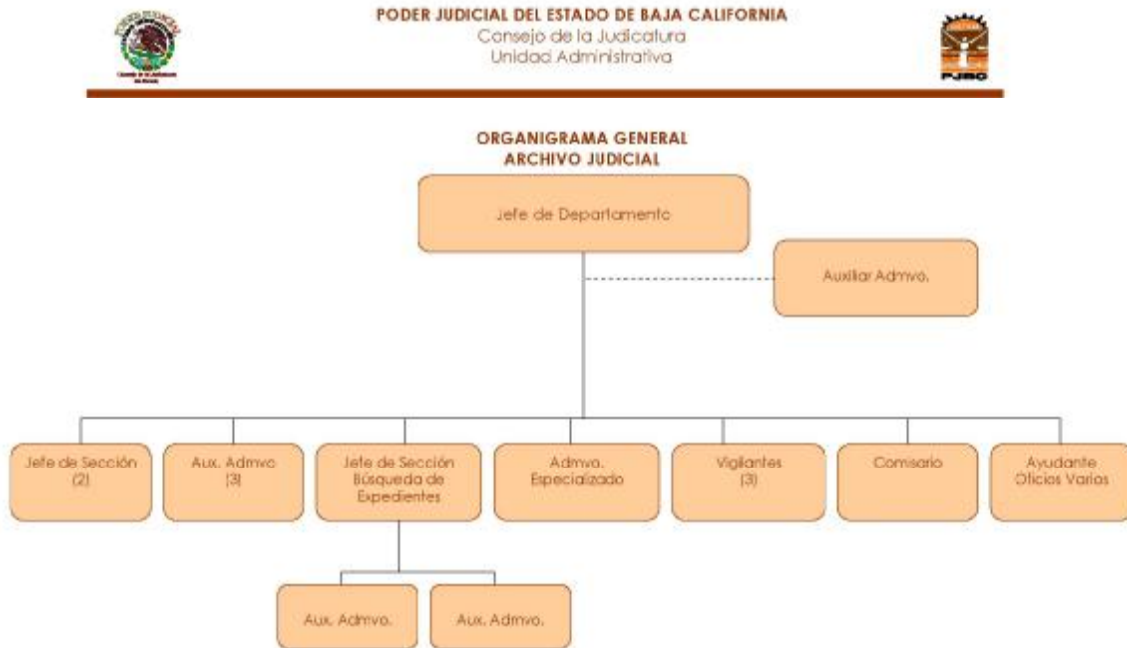 PODER JUDICIAL DEL ESTADO DE BAJA CALIFORNIA
Consejo de la Judicatura
Unidad Administrativa
PJBC
ORGANIGRAMA GENERAL
ARCHIVO JUDICIAL
Jefe de Departamento
Auxiliar Admvo.
Jefe de Sección
(2)
Aux. Admvo
(3)
Jefe de Sección
Búsqueda de
Expedientes
Admvo.
Especializado
Vigilantes
(3)
Comisario
Ayudante
Oficios Varios
Aux. Admvo.
Aux. Admvo.